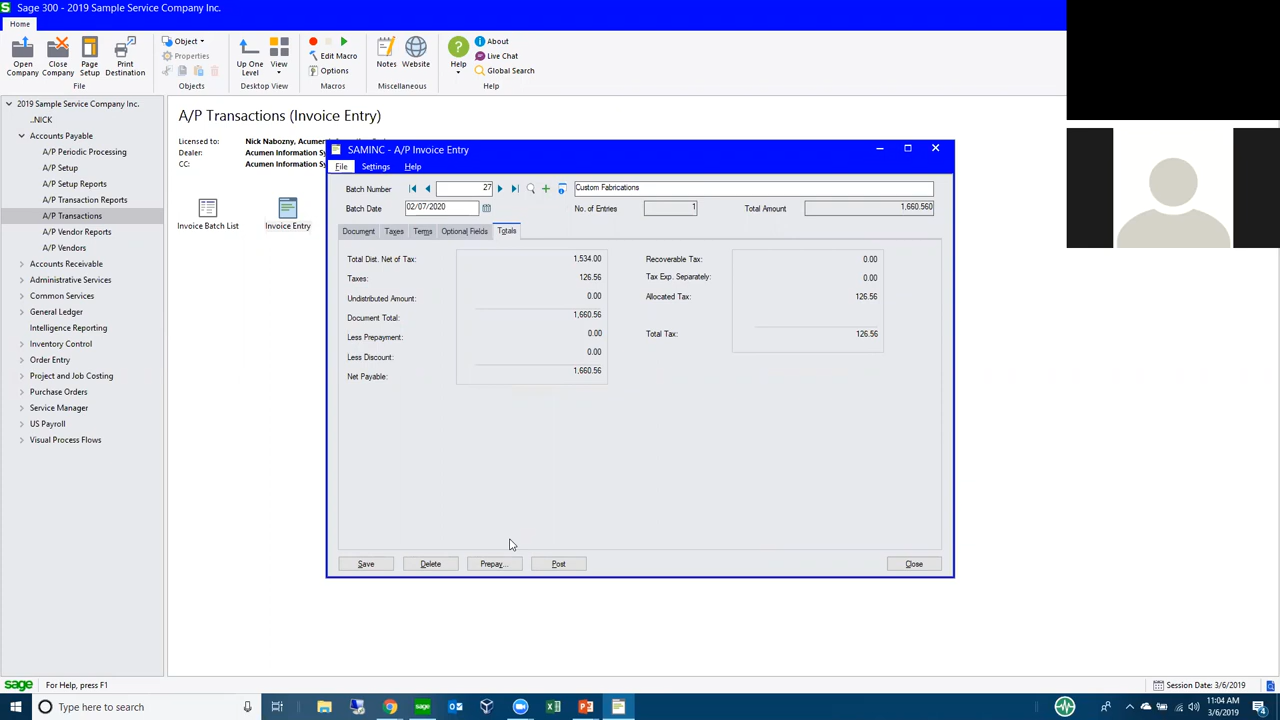 Sage 300 - 2019 Sample Service Company Inc.
Home
Open Company
Close Company
Page Setup
Print Destination
File
Object
Properties
Objects
Up One Level
View
Desktop View
Edit Macro
Options
Macros
Notes
Website
Miscellaneous
Help
About
Live Chat
Global Search
Help
2019 Sample Service Company Inc.
..NICK
Accounts Payable
A/P Periodic Processing
A/P Setup
A/P Setup Reports
A/P Transaction Reports
A/P Transactions
A/P Vendor Reports
A/P Vendors
Accounts Receivable
Administrative Services
Common Services
General Ledger
Intelligence Reporting
Inventory Control
Order Entry
Project and Job Costing
Purchase Orders
Service Manager
US Payroll
Visual Process Flows
A/P Transactions (Invoice Entry)
Licensed to: Nick Nabozny, Acumen
Dealer: Acumen Information Sy
CC: Acumen Information S
Invoice Batch List
Invoice Entry
SAMINC - A/P Invoice Entry
File Settings Help
Batch Number 27 Custom Fabrications
Batch Date 02/07/2020 No. of Entries 1 Total Amount 1,660.560
Document Taxes Terms Optional Fields Totals
Total Dist. Net of Tax: 1,534.00 Recoverable Tax: 0.00
Taxes: 126.56 Tax Exp. Separately: 0.00
Undistributed Amount: 0.00 Allocated Tax: 126.56
Document Total: 1,660.56
Less Prepayment: 0.00 Total Tax: 126.56
Less Discount: 0.00
Net Payable: 1,660.56
Save Delete Prepay... Post Close
For Help, press F1
Session Date: 3/6/2019
Type here to search
11:04 AM
3/6/2019